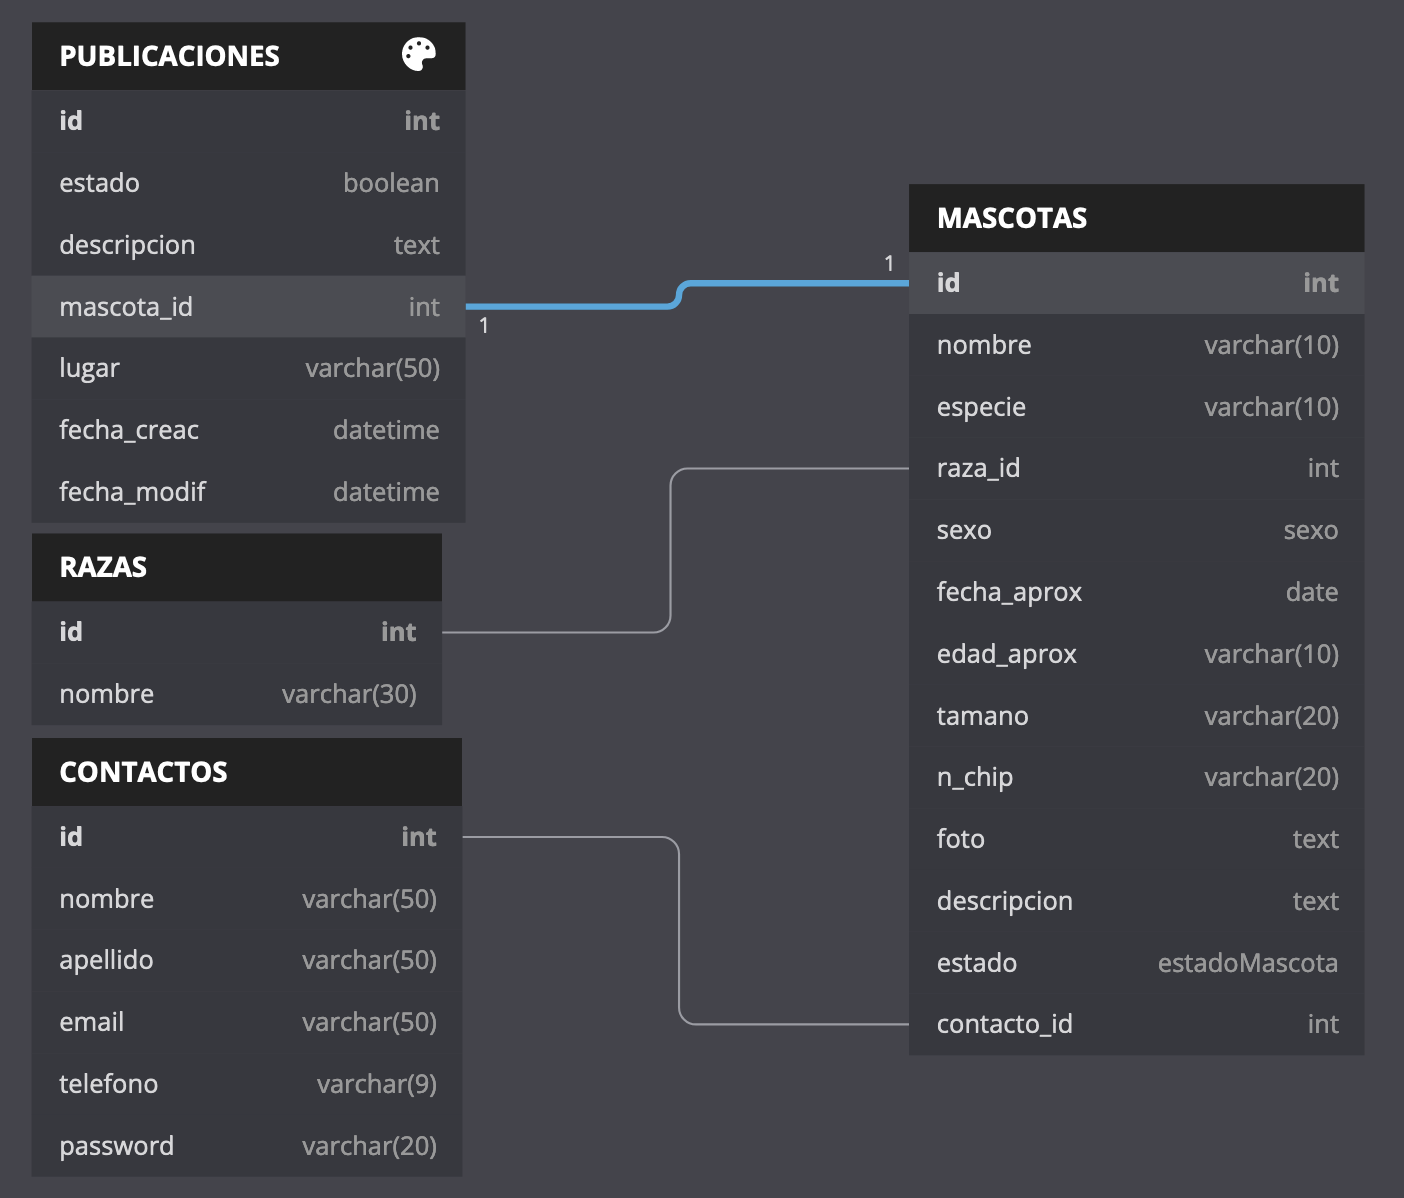 PUBLICACIONES
id int
estado boolean
descripcion text
mascota_id int
1
lugar varchar(50)
fecha_creac datetime
fecha_modif datetime
RAZAS
id int
nombre varchar(30)
CONTACTOS
id int
nombre varchar(50)
apellido varchar(50)
email varchar(50)
telefono varchar(9)
password varchar(20)
MASCOTAS
1
id int
nombre varchar(10)
especie varchar(10)
raza_id int
sexo sexo
fecha_aprox date
edad_aprox varchar(10)
tamano varchar(20)
n_chip varchar(20)
foto text
descripcion text
estado estadoMascota
contacto_id int